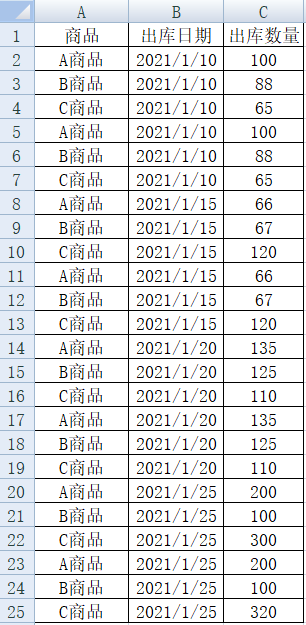 A B C
1 商品 出库日期 出库数量
2 A商品 2021/1/10 100
3 B商品 2021/1/10 88
4 C商品 2021/1/10 65
5 A商品 2021/1/10 100
6 B商品 2021/1/10 88
7 C商品 2021/1/10 65
8 A商品 2021/1/15 66
9 B商品 2021/1/15 67
10 C商品 2021/1/15 120
11 A商品 2021/1/15 66
12 B商品 2021/1/15 67
13 C商品 2021/1/15 120
14 A商品 2021/1/20 135
15 B商品 2021/1/20 125
16 C商品 2021/1/20 110
17 A商品 2021/1/20 135
18 B商品 2021/1/20 125
19 C商品 2021/1/20 110
20 A商品 2021/1/25 200
21 B商品 2021/1/25 100
22 C商品 2021/1/25 300
23 A商品 2021/1/25 200
24 B商品 2021/1/25 100
25 C商品 2021/1/25 320